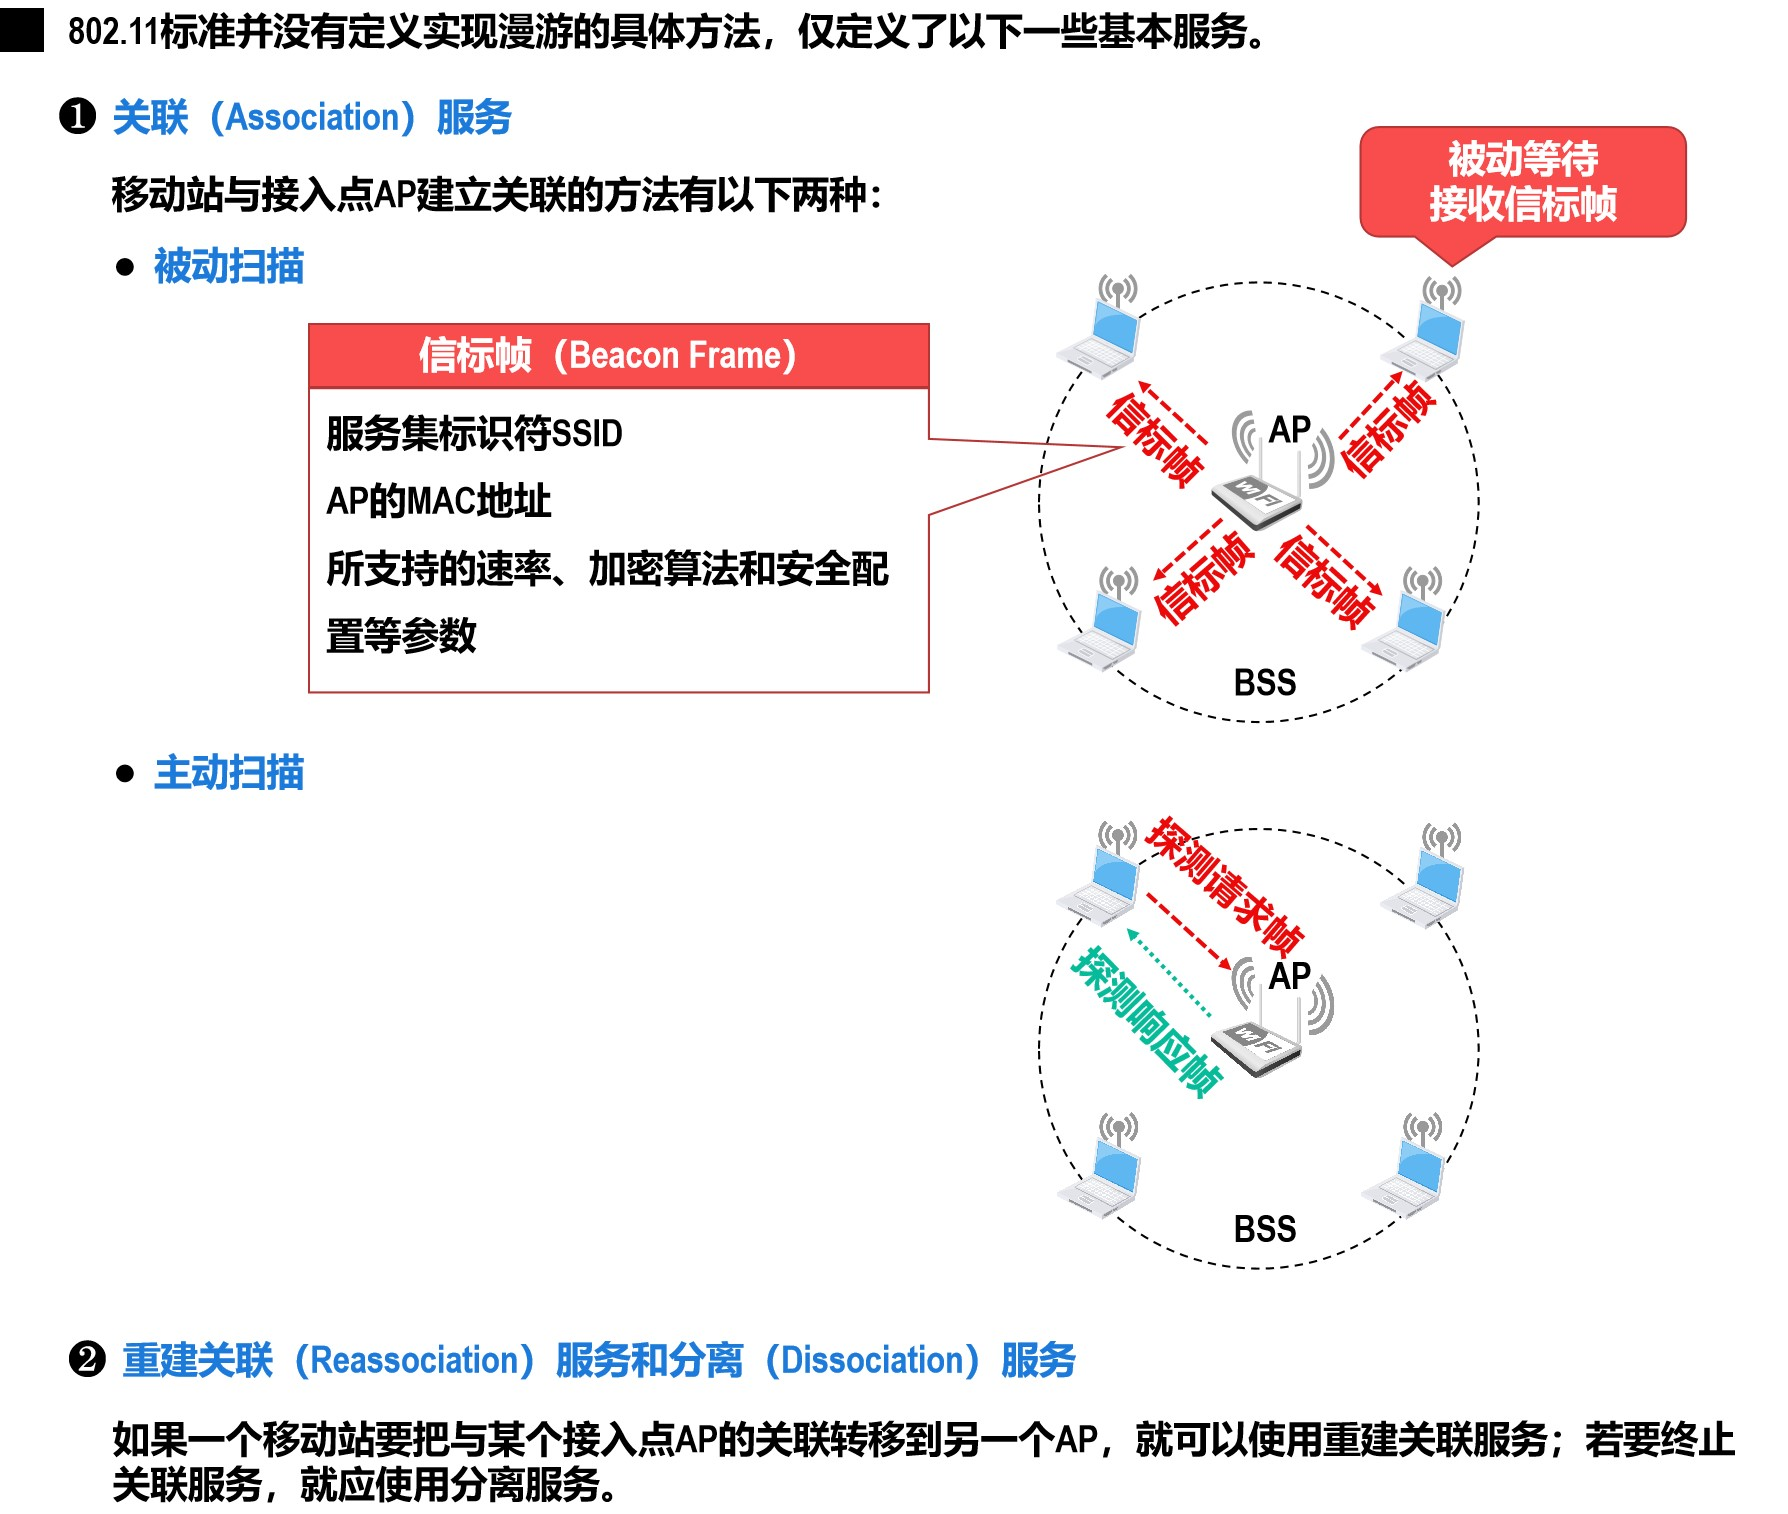 802.11标准并没有定义实现漫游的具体方法，仅定义了以下一些基本服务。
❶ 关联（Association）服务
移动站与接入点AP建立关联的方法有以下两种：
● 被动扫描
被动等待
接收信标帧
信标帧（Beacon Frame）
服务集标识符SSID
AP的MAC地址
所支持的速率、加密算法和安全配
置等参数
信标帧
信标帧
AP
Wi Fi
信标帧
信标帧
BSS
● 主动扫描
探测请求帧
探测响应帧
AP
Wi Fi
BSS
❷ 重建关联（Reassociation）服务和分离（Dissociation）服务
如果一个移动站要把与某个接入点AP的关联转移到另一个AP，就可以使用重建关联服务；若要终止
关联服务，就应使用分离服务。